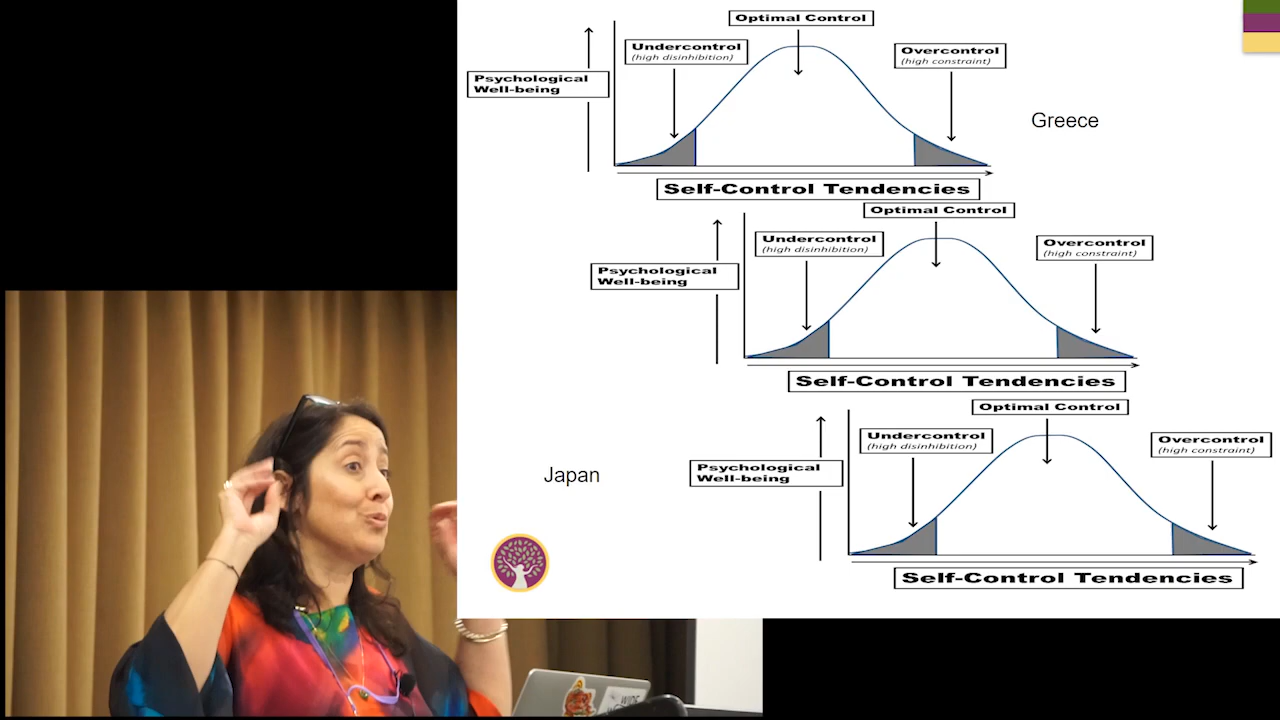 Optimal Control
Undercontrol
(high disinhibition)
Overcontrol
(high constraint)
Psychological
Well-being
Greece
Self-Control Tendencies
Optimal Control
Undercontrol
(high disinhibition)
Overcontrol
(high constraint)
Psychological
Well-being
Self-Control Tendencies
Optimal Control
Undercontrol
(high disinhibition)
Overcontrol
(high constraint)
Psychological
Well-being
Japan
Self-Control Tendencies
WIDE